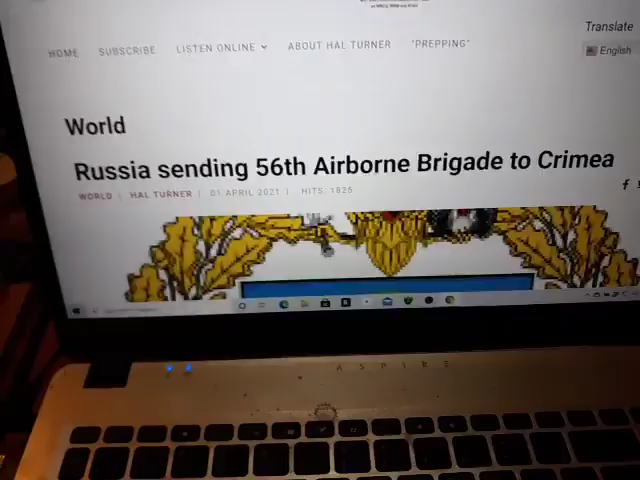 Translate
HOME SUBSCRIBE LISTEN ONLINE ABOUT HAL TURNER "PREPPING"
English
World
Russia sending 56th Airborne Brigade to Crimea
WORLD | HAL TURNER | 01 APRIL 2021 | HITS: 1825
f
ASPIRE